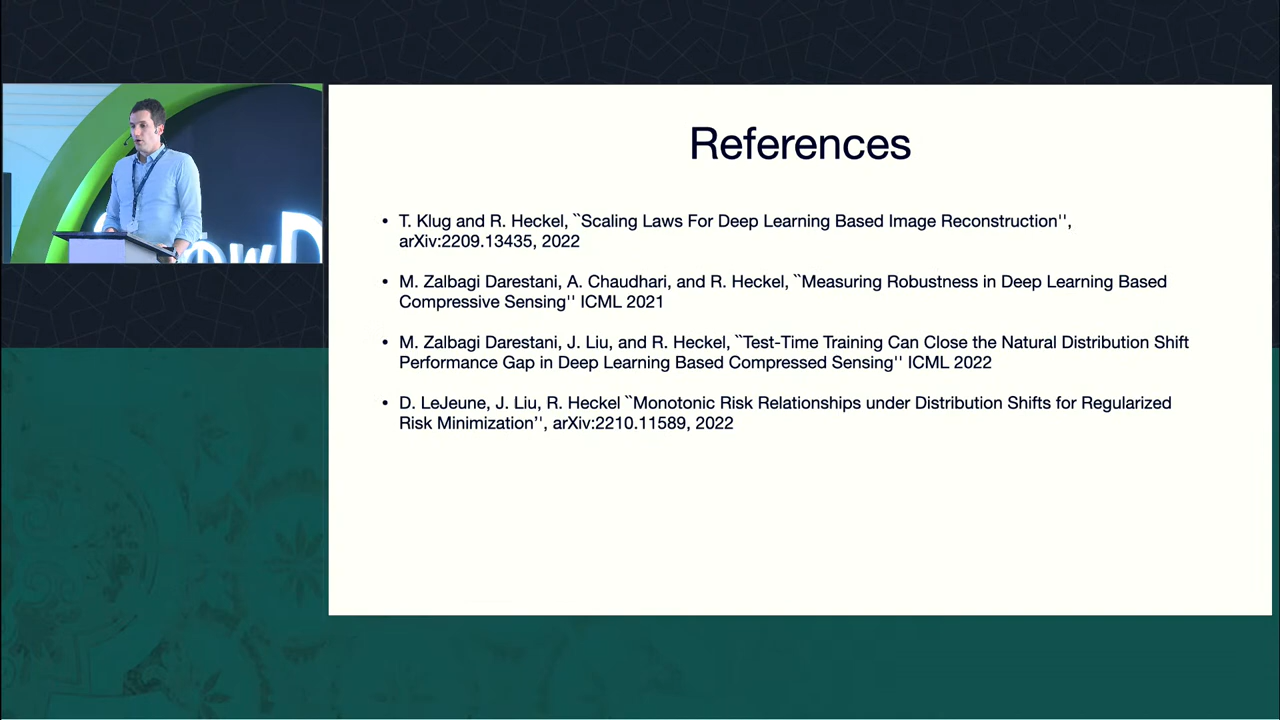 References
• T. Klug and R. Heckel, ``Scaling Laws For Deep Learning Based Image Reconstruction'',
arXiv:2209.13435, 2022
• M. Zalbagi Darestani, A. Chaudhari, and R. Heckel, ``Measuring Robustness in Deep Learning Based
Compressive Sensing'' ICML 2021
• M. Zalbagi Darestani, J. Liu, and R. Heckel, ``Test-Time Training Can Close the Natural Distribution Shift
Performance Gap in Deep Learning Based Compressed Sensing'' ICML 2022
• D. LeJeune, J. Liu, R. Heckel ``Monotonic Risk Relationships under Distribution Shifts for Regularized
Risk Minimization’', arXiv:2210.11589, 2022